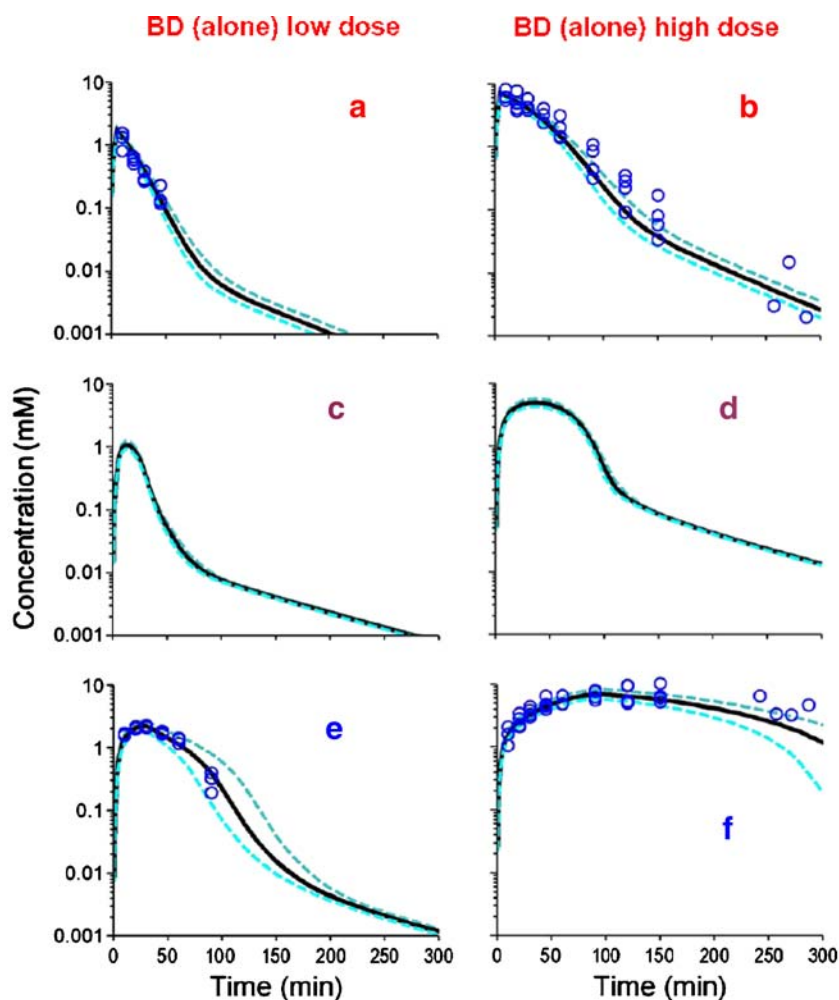 BD (alone) low dose
BD (alone) high dose
a
b
10
1
0.1
0.01
0.001
c
d
10
1
0.1
0.01
0.001
Concentration (mM)
e
f
10
1
0.1
0.01
0.001
0 50 100 150 200 250 300
0 50 100 150 200 250 300
Time (min)
Time (min)